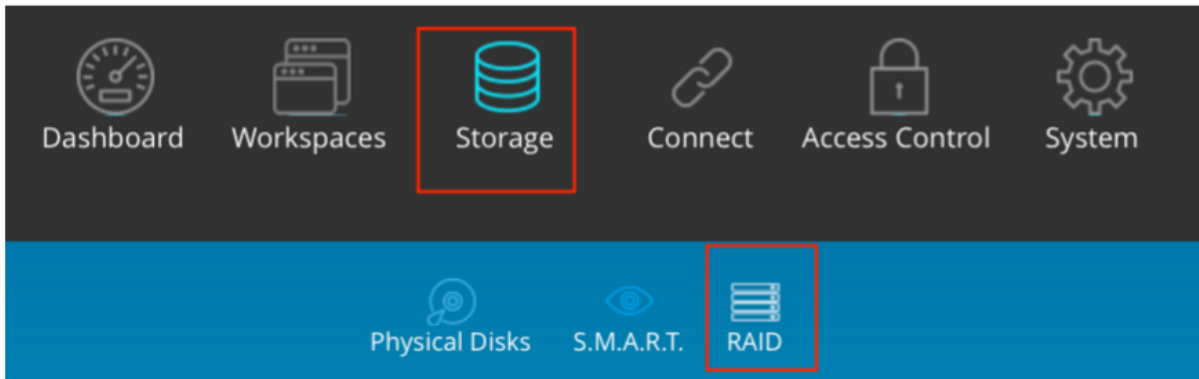 Dashboard Workspaces Storage Connect Access Control System
Physical Disks S.M.A.R.T. RAID